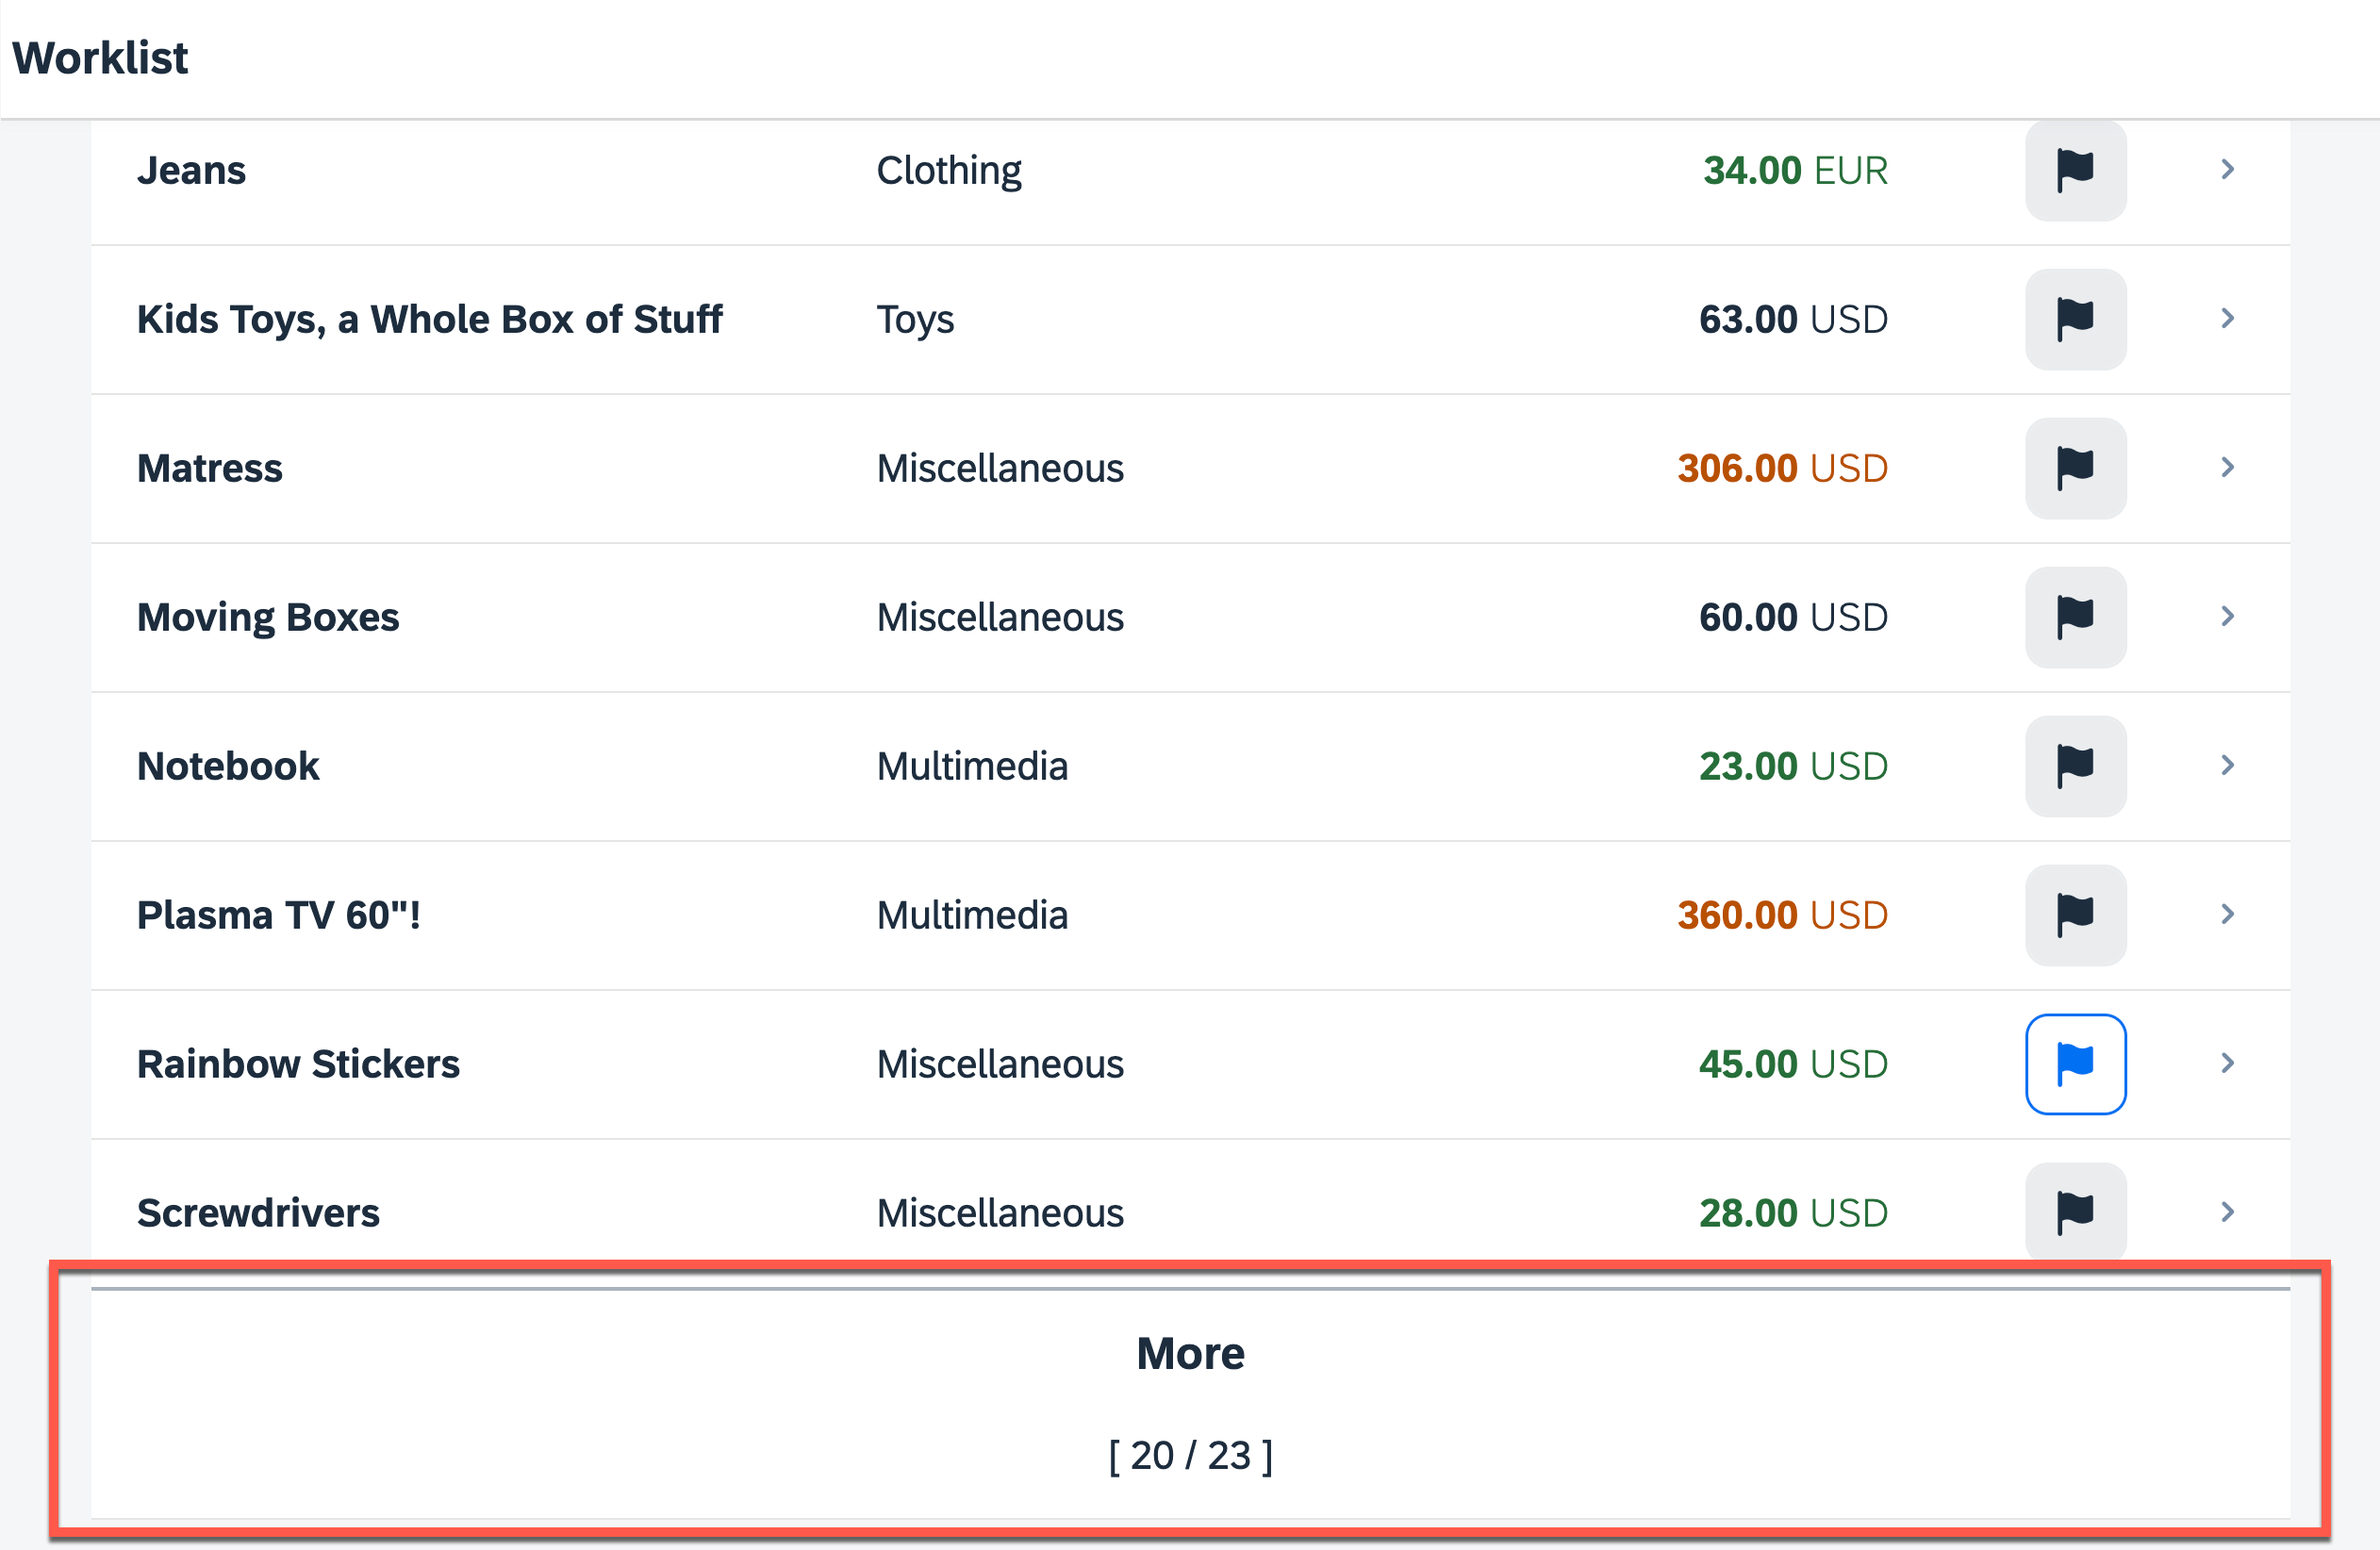 Worklist
Jeans Clothing 34.00 EUR
Kids Toys, a Whole Box of Stuff Toys 63.00 USD
Matress Miscellaneous 306.00 USD
Moving Boxes Miscellaneous 60.00 USD
Notebook Multimedia 23.00 USD
Plasma TV 60"! Multimedia 360.00 USD
Rainbow Stickers Miscellaneous 45.00 USD
Screwdrivers Miscellaneous 28.00 USD
More
[ 20 / 23 ]